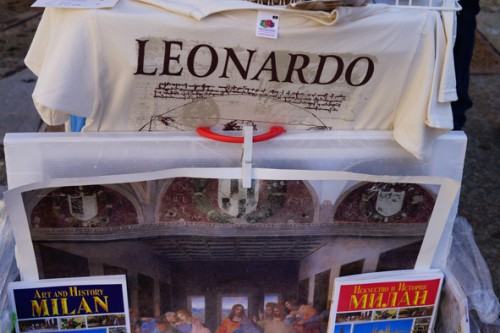 LEONARDO
ART AND HISTORY
MILAN
ИСКУССТВО И ИСТОРИЯ
МИЛАН